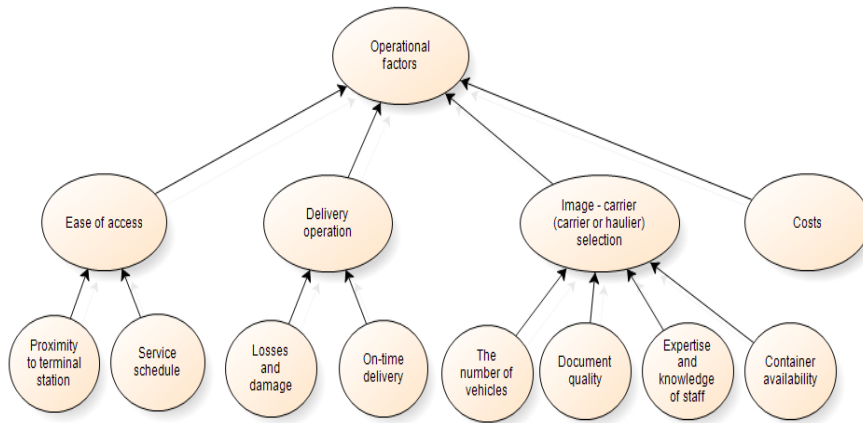 Operational
factors
Ease of access
Delivery
operation
Image - carrier
(carrier or haulier)
selection
Costs
Proximity
to terminal
station
Service
schedule
Losses
and
damage
On-time
delivery
The
number of
vehicles
Document
quality
Expertise
and
knowledge
of staff
Container
availability